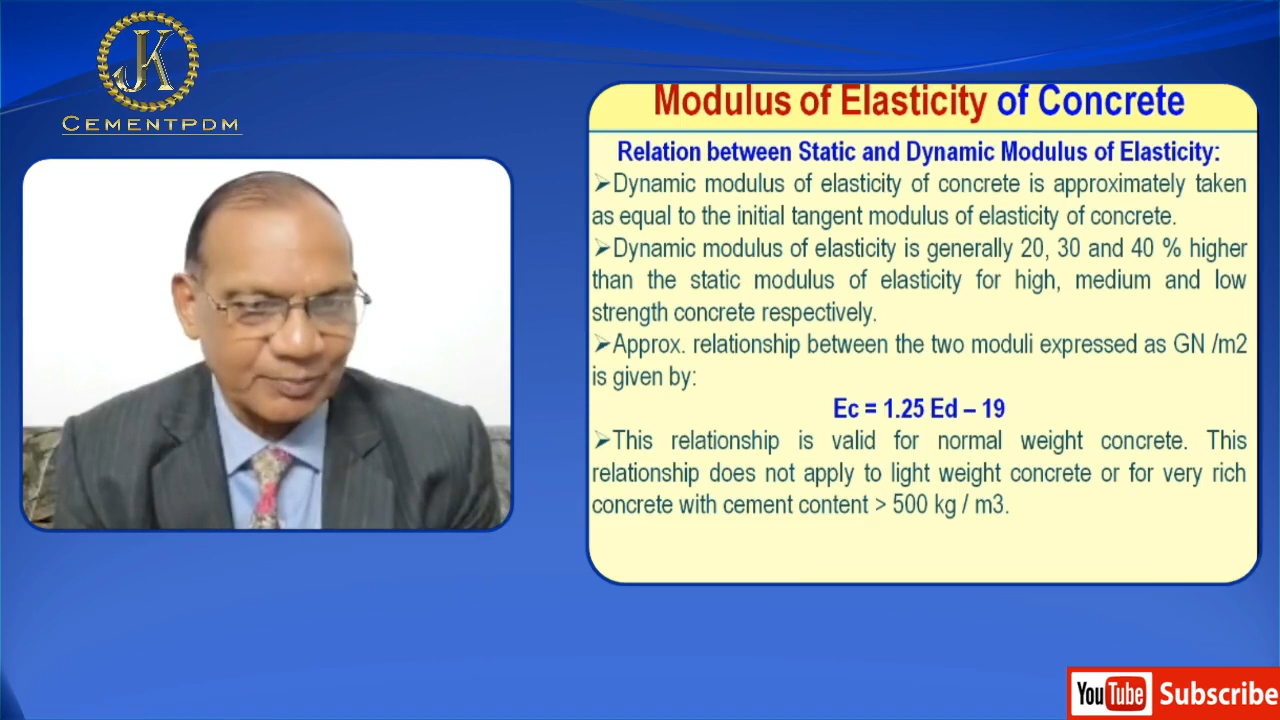 JK
CEMENTPDM
Modulus of Elasticity of Concrete
Relation between Static and Dynamic Modulus of Elasticity:
➢Dynamic modulus of elasticity of concrete is approximately taken
as equal to the initial tangent modulus of elasticity of concrete.
➢Dynamic modulus of elasticity is generally 20, 30 and 40 % higher
than the static modulus of elasticity for high, medium and low
strength concrete respectively.
➢Approx. relationship between the two moduli expressed as GN /m2
is given by:
Ec = 1.25 Ed – 19
➢This relationship is valid for normal weight concrete. This
relationship does not apply to light weight concrete or for very rich
concrete with cement content > 500 kg / m3.
YouTube Subscribe